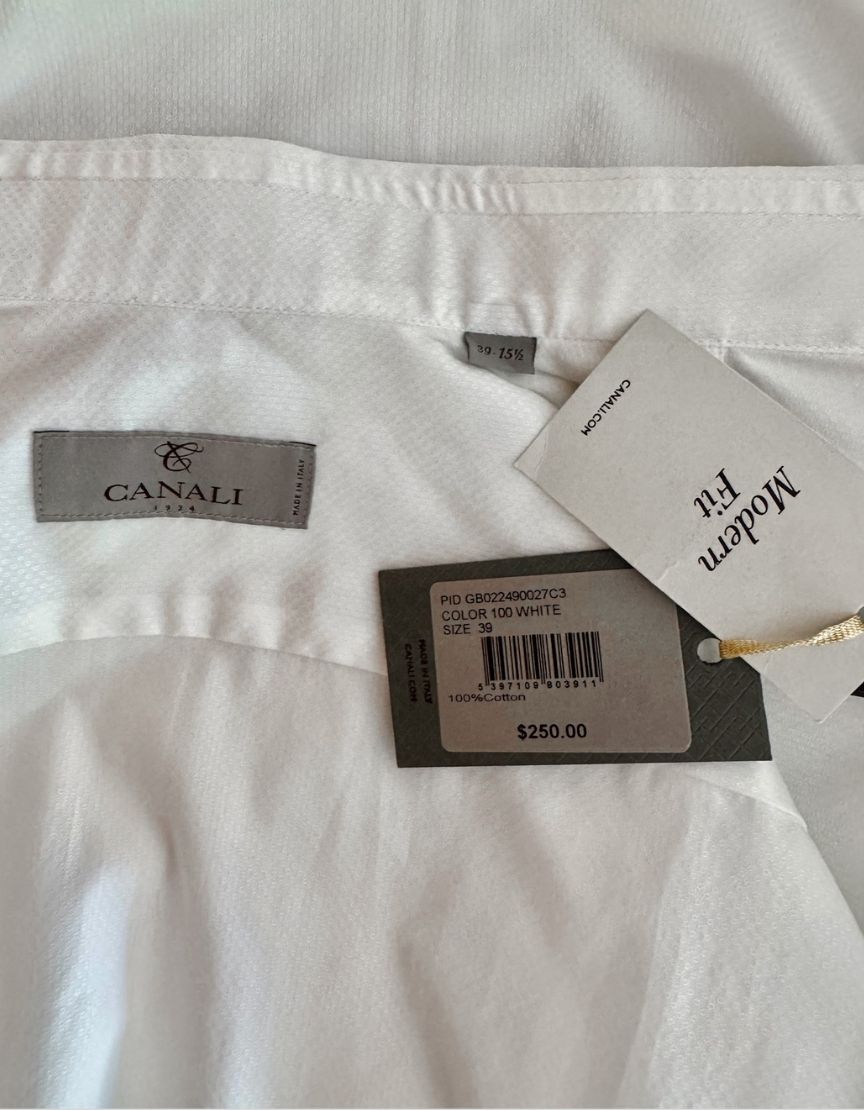 39-15½
CANALI
1924
MADE IN ITALY
CANALI.COM
Modern
Fit
PID GB022490027C3
COLOR 100 WHITE
SIZE 39
5 397109 803911
100%Cotton
$250.00
MADE IN ITALY
CANALI.COM